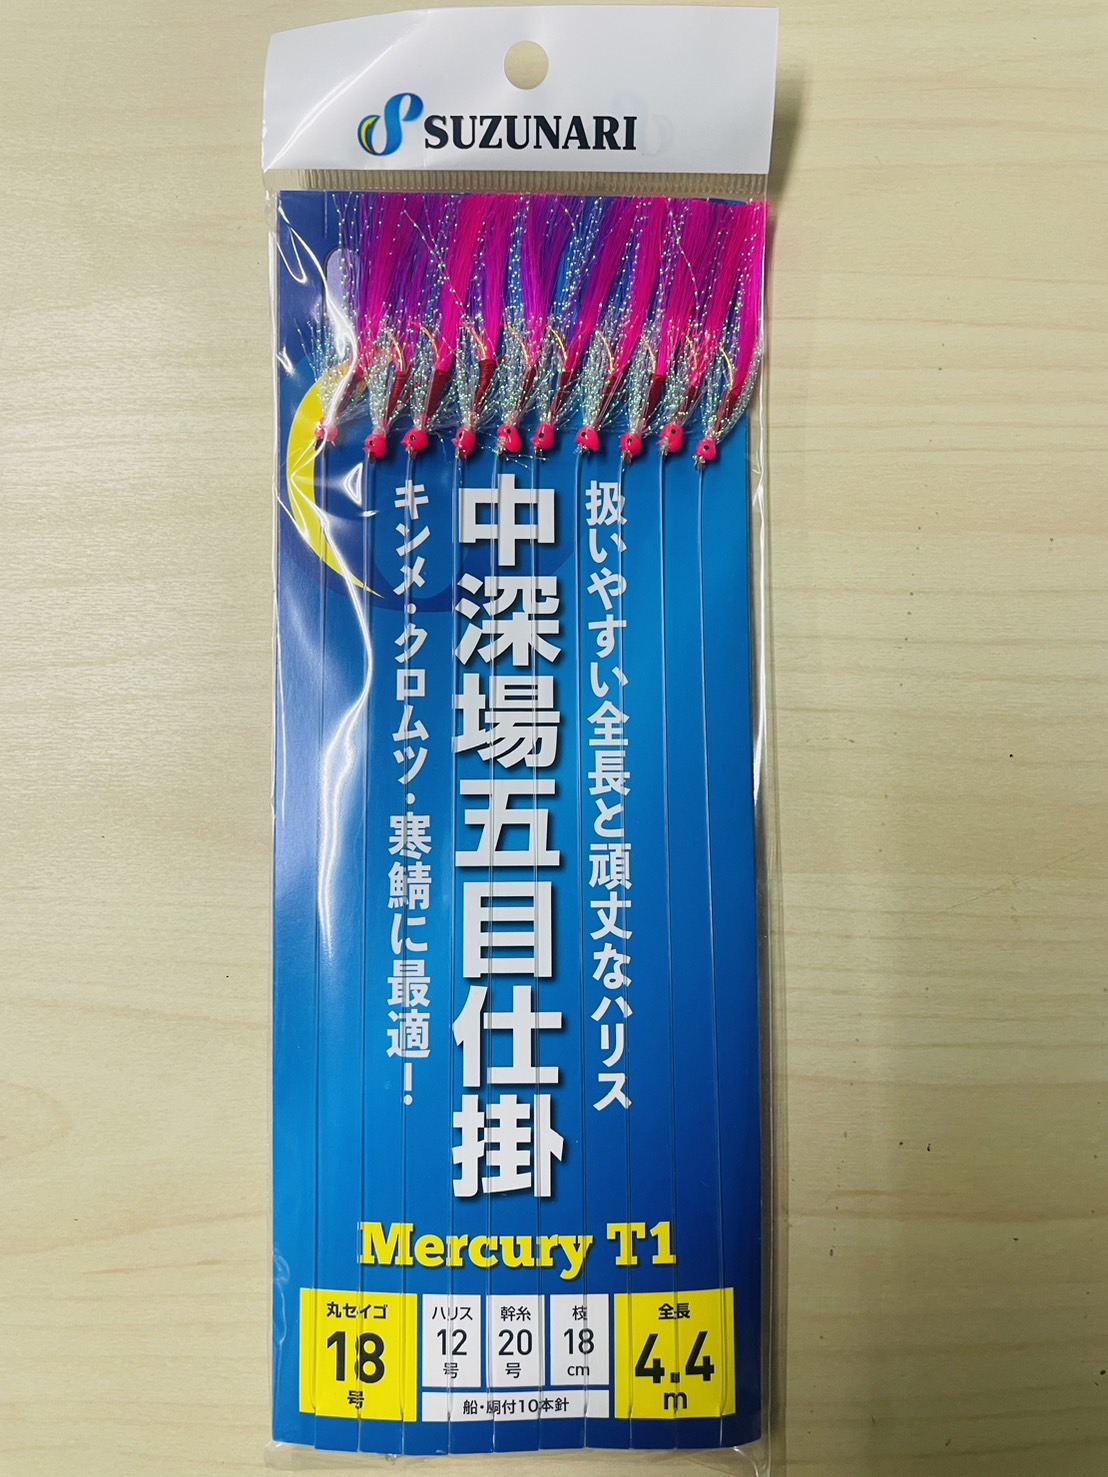 SUZUNARI
扱いやすい全長と頑丈なハリス
中深場五目仕掛
キンメ・クロムツ・寒鯖に最適！
Mercury T1
丸セイゴ
18
号
ハリス
12
号
幹糸
20
号
枝
18
cm
船・胴付10本針
全長
4.4
m